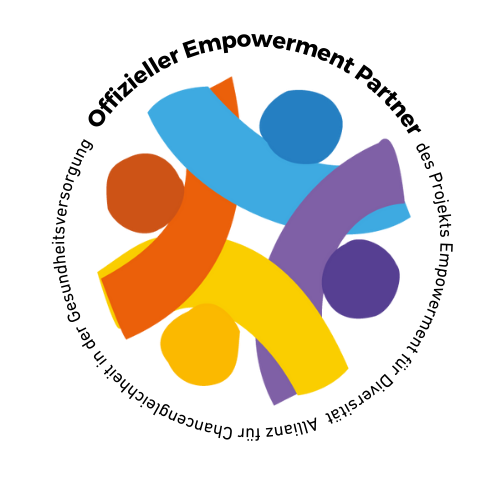 Offizieller Empowerment Partner
des Projekts Empowerment für Diversität Allianz für Chancengleichheit in der Gesundheitsversorgung